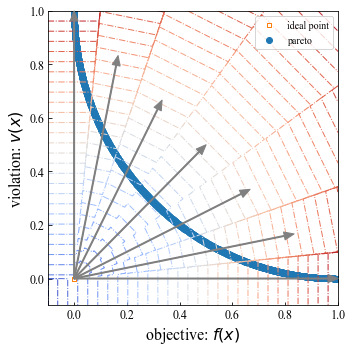 1.0
0.8
0.6
0.4
0.2
0.0
violation: v(x)
ideal point
pareto
0.0 0.2 0.4 0.6 0.8 1.0
objective: f(x)